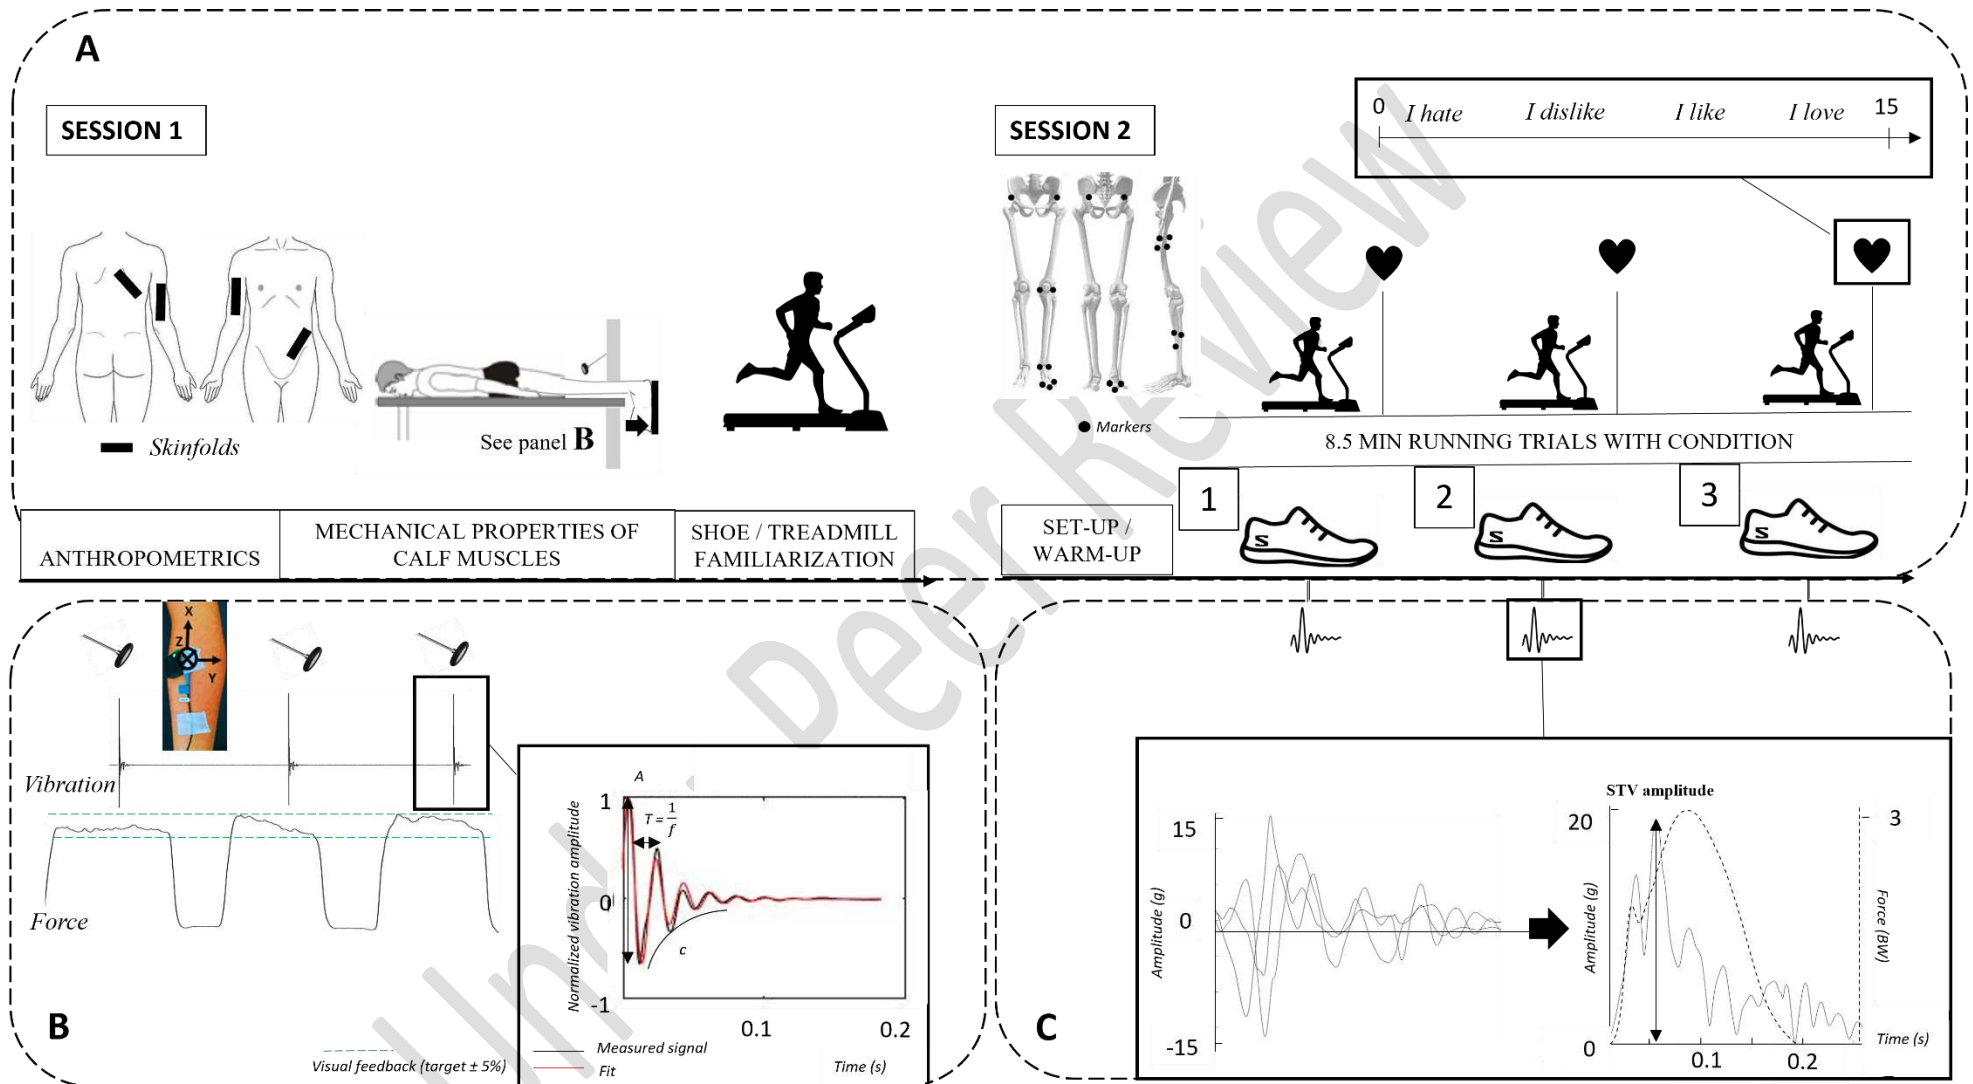 A
SESSION 1
Skinfolds
See panel B
ANTHROPOMETRICS
MECHANICAL PROPERTIES OF
CALF MUSCLES
SHOE / TREADMILL
FAMILIARIZATION
SESSION 2
0 I hate I dislike I like I love 15
Markers
8.5 MIN RUNNING TRIALS WITH CONDITION
1
2
3
S
S
S
SET-UP /
WARM-UP
B
X
Z
Y
Vibration
Force
Visual feedback (target ± 5%)
A
T = 1/f
c
Normalized vibration amplitude
1
0
-1
0.1
0.2
Time (s)
Measured signal
Fit
C
Amplitude (g)
15
0
-15
STV amplitude
Amplitude (g)
20
0
3
Force (BW)
0.1
0.2
Time (s)
Peer Review